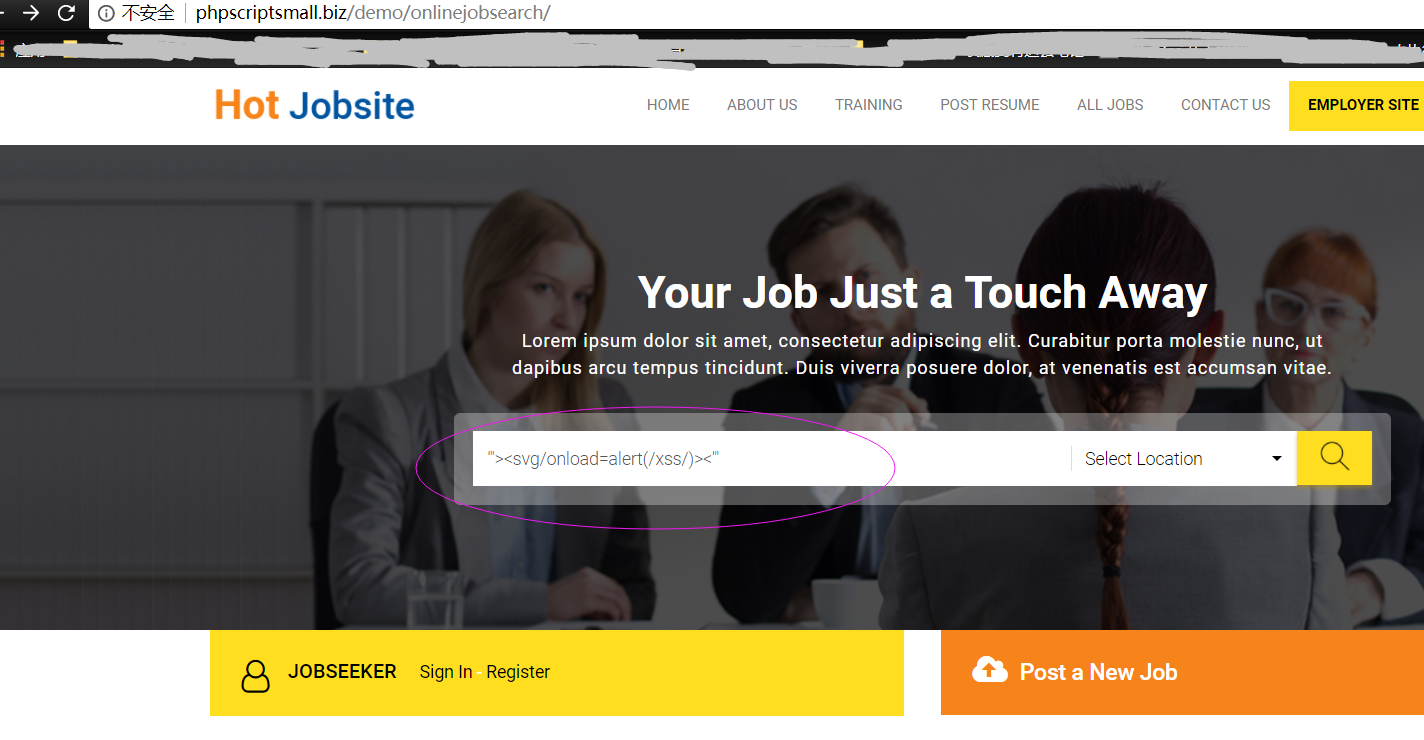 不安全 phpscriptsmall.biz/demo/onlinejobsearch/
Hot Jobsite
HOME ABOUT US TRAINING POST RESUME ALL JOBS CONTACT US EMPLOYER SITE
Your Job Just a Touch Away
Lorem ipsum dolor sit amet, consectetur adipiscing elit. Curabitur porta molestie nunc, ut
dapibus arcu tempus tincidunt. Duis viverra posuere dolor, at venenatis est accumsan vitae.
'"><svg/onload=alert(/xss/)><'" Select Location
JOBSEEKER Sign In - Register
Post a New Job